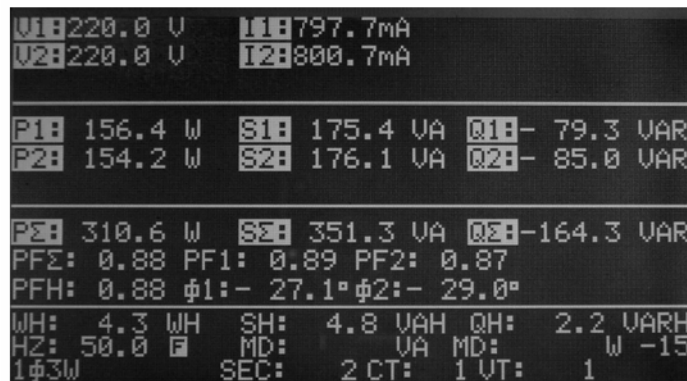 V1:220.0 V I1:797.7mA
V2:220.0 V I2:800.7mA
P1: 156.4 W S1: 175.4 VA Q1:- 79.3 VAR
P2: 154.2 W S2: 176.1 VA Q2:- 85.0 VAR
PΣ: 310.6 W SΣ: 351.3 VA QΣ:-164.3 VAR
PFΣ: 0.88 PF1: 0.89 PF2: 0.87
PFH: 0.88 ϕ1:- 27.1° ϕ2:- 29.0°
WH: 4.3 WH SH: 4.8 VAH QH: 2.2 VARH
HZ: 50.0 F MD: VA MD: W -15
1ϕ3W SEC: 2 CT: 1 VT: 1